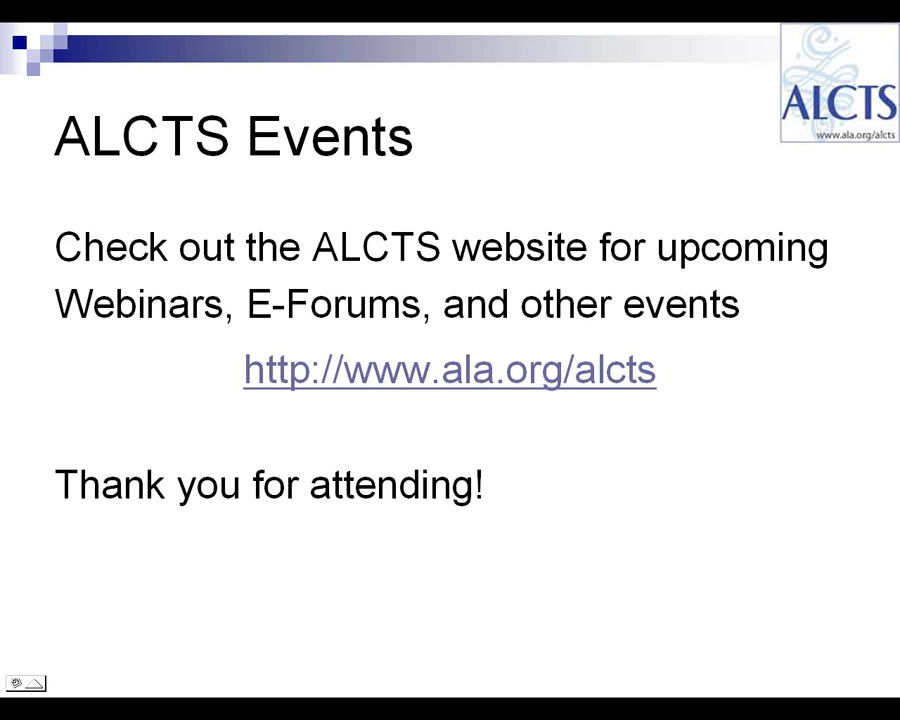 ALCTS
www.ala.org/alcts
ALCTS Events
Check out the ALCTS website for upcoming
Webinars, E-Forums, and other events
http://www.ala.org/alcts
Thank you for attending!